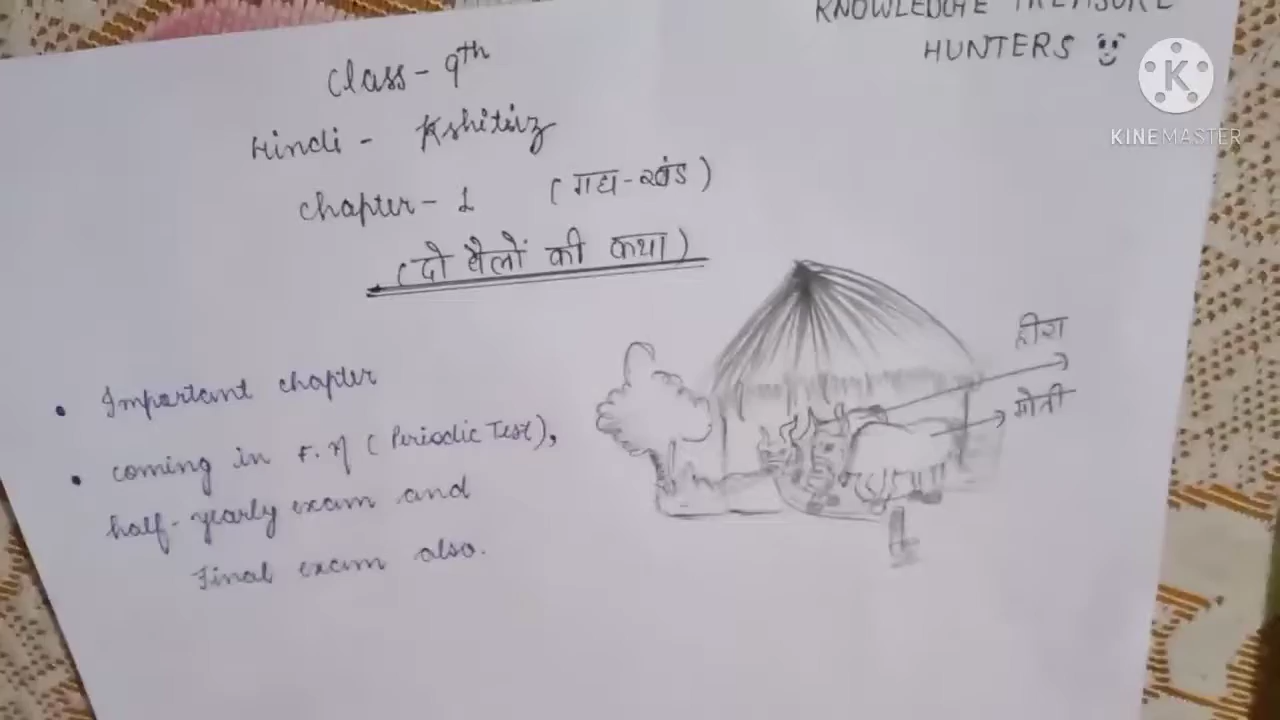 KNOWLEDGE TREASURE
HUNTERS
KINEMASTER
Class - 9th
Hindi - Kshitiz
Chapter - 1 (गद्य-खंड)
(दो बैलों की कथा)
हीरा
मोती
• Important chapter
• coming in (Periodic Test),
half-yearly exam and
Final exam also.